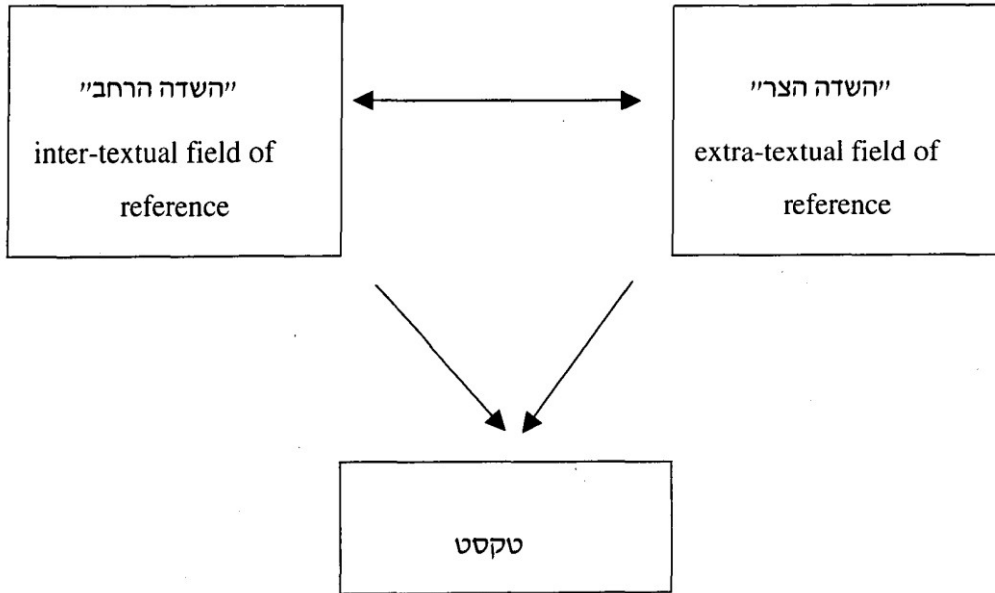 ״השדה הרחב״
inter-textual field of
reference
״השדה הצר״
extra-textual field of
reference
טקסט